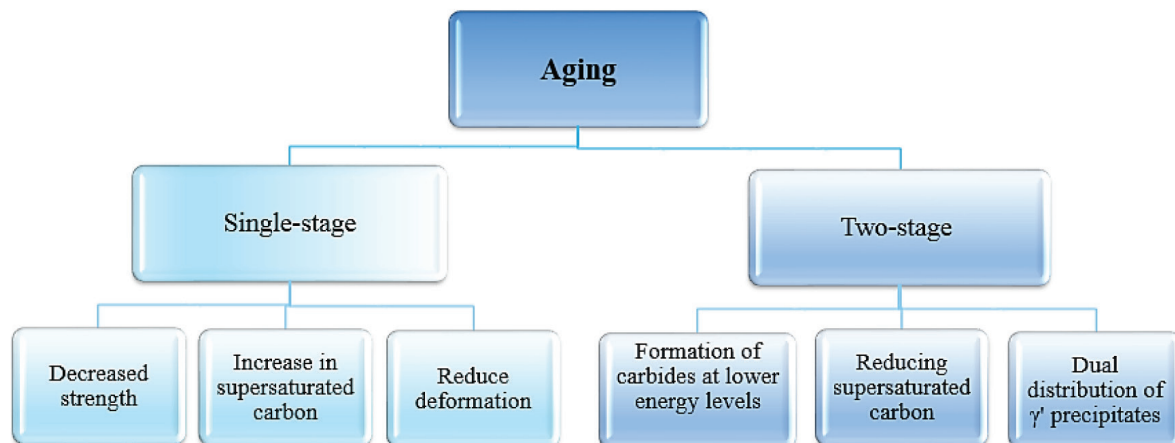 Aging
Single-stage
Two-stage
Decreased
strength
Increase in
supersaturated
carbon
Reduce
deformation
Formation of
carbides at lower
energy levels
Reducing
supersaturated
carbon
Dual
distribution of
γ' precipitates